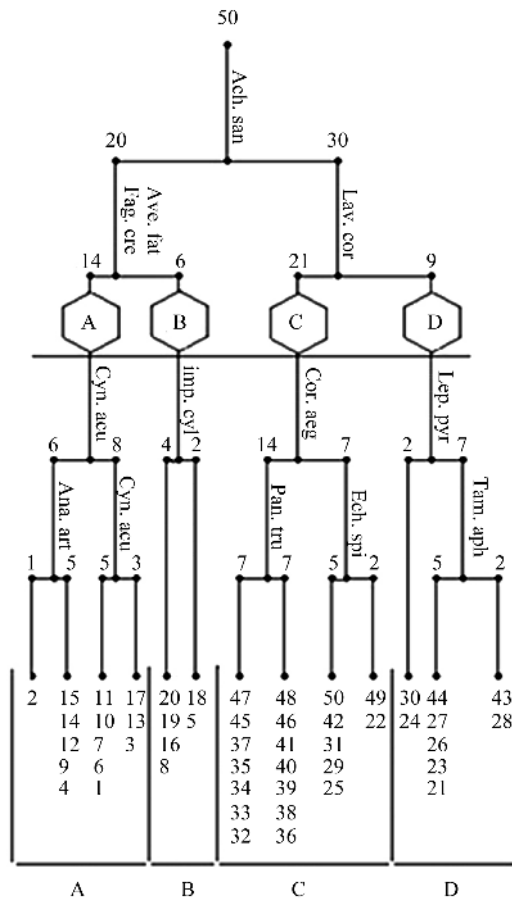 50
Ach. san
20 30
Ave. fat
Fag. cre
Lav. cor
14 6 21 9
A B C D
Cyn. acu imp. cyl Cor. aeg Lep. pyr
6 8 4 2 14 7 2 7
Ana. art Cyn. acu Pan. tru Ech. spi Tam. aph
1 5 5 3 7 7 5 2 5 2
2 15 11 17 20 18 47 48 50 49 30 44 43
14 10 13 19 5 45 46 42 22 24 27 28
12 7 3 16 37 41 31 26
9 6 8 35 40 29 23
4 1 34 39 25 21
33 38
32 36
A B C D